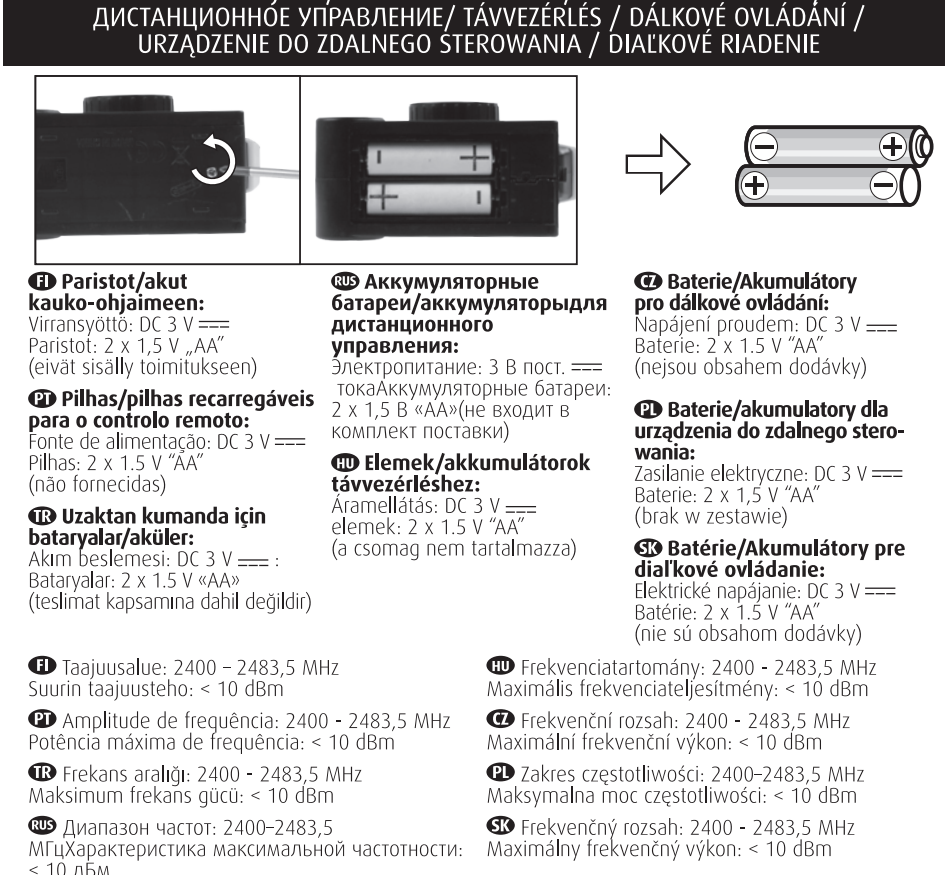 ДИСТАНЦИОННОЕ УПРАВЛЕНИЕ/ TÁVVEZÉRLÉS / DÁLKOVÉ OVLÁDÁNÍ /
URZĄDZENIE DO ZDALNEGO STEROWANIA / DIAĽKOVÉ RIADENIE
FI Paristot/akut
kauko-ohjaimeen:
Virransyöttö: DC 3 V
Paristot: 2 x 1,5 V „AA”
(eivät sisälly toimitukseen)
PT Pilhas/pilhas recarregáveis
para o controlo remoto:
Fonte de alimentação: DC 3 V
Pilhas: 2 x 1.5 V “AA”
(não fornecidas)
TR Uzaktan kumanda için
bataryalar/aküler:
Akım beslemesi: DC 3 V :
Bataryalar: 2 x 1.5 V «AA»
(teslimat kapsamına dahil değildir)
RUS Аккумуляторные
батареи/аккумуляторыдля
дистанционного
управления:
Электропитание: 3 В пост.
токаАккумуляторные батареи:
2 x 1,5 В «АА»(не входит в
комплект поставки)
HU Elemek/akkumulátorok
távvezérléshez:
Áramellátás: DC 3 V
elemek: 2 x 1.5 V “AA”
(a csomag nem tartalmazza)
CZ Baterie/Akumulátory
pro dálkové ovládání:
Napájení proudem: DC 3 V
Baterie: 2 x 1.5 V “AA”
(nejsou obsahem dodávky)
PL Baterie/akumulatory dla
urządzenia do zdalnego stero-
wania:
Zasilanie elektryczne: DC 3 V
Baterie: 2 x 1,5 V “AA”
(brak w zestawie)
SK Batérie/Akumulátory pre
diaľkové ovládanie:
Elektrické napájanie: DC 3 V
Batérie: 2 x 1.5 V “AA”
(nie sú obsahom dodávky)
FI Taajuusalue: 2400 – 2483,5 MHz
Suurin taajuusteho: < 10 dBm
PT Amplitude de frequência: 2400 - 2483,5 MHz
Potência máxima de frequência: < 10 dBm
TR Frekans aralığı: 2400 - 2483,5 MHz
Maksimum frekans gücü: < 10 dBm
RUS Диапазон частот: 2400–2483,5
МГцХарактеристика максимальной частотности:
< 10 дБм
HU Frekvenciatartomány: 2400 - 2483,5 MHz
Maximális frekvenciateljesítmény: < 10 dBm
CZ Frekvenční rozsah: 2400 - 2483,5 MHz
Maximální frekvenční výkon: < 10 dBm
PL Zakres częstotliwości: 2400–2483,5 MHz
Maksymalna moc częstotliwości: < 10 dBm
SK Frekvenčný rozsah: 2400 - 2483,5 MHz
Maximálny frekvenčný výkon: < 10 dBm